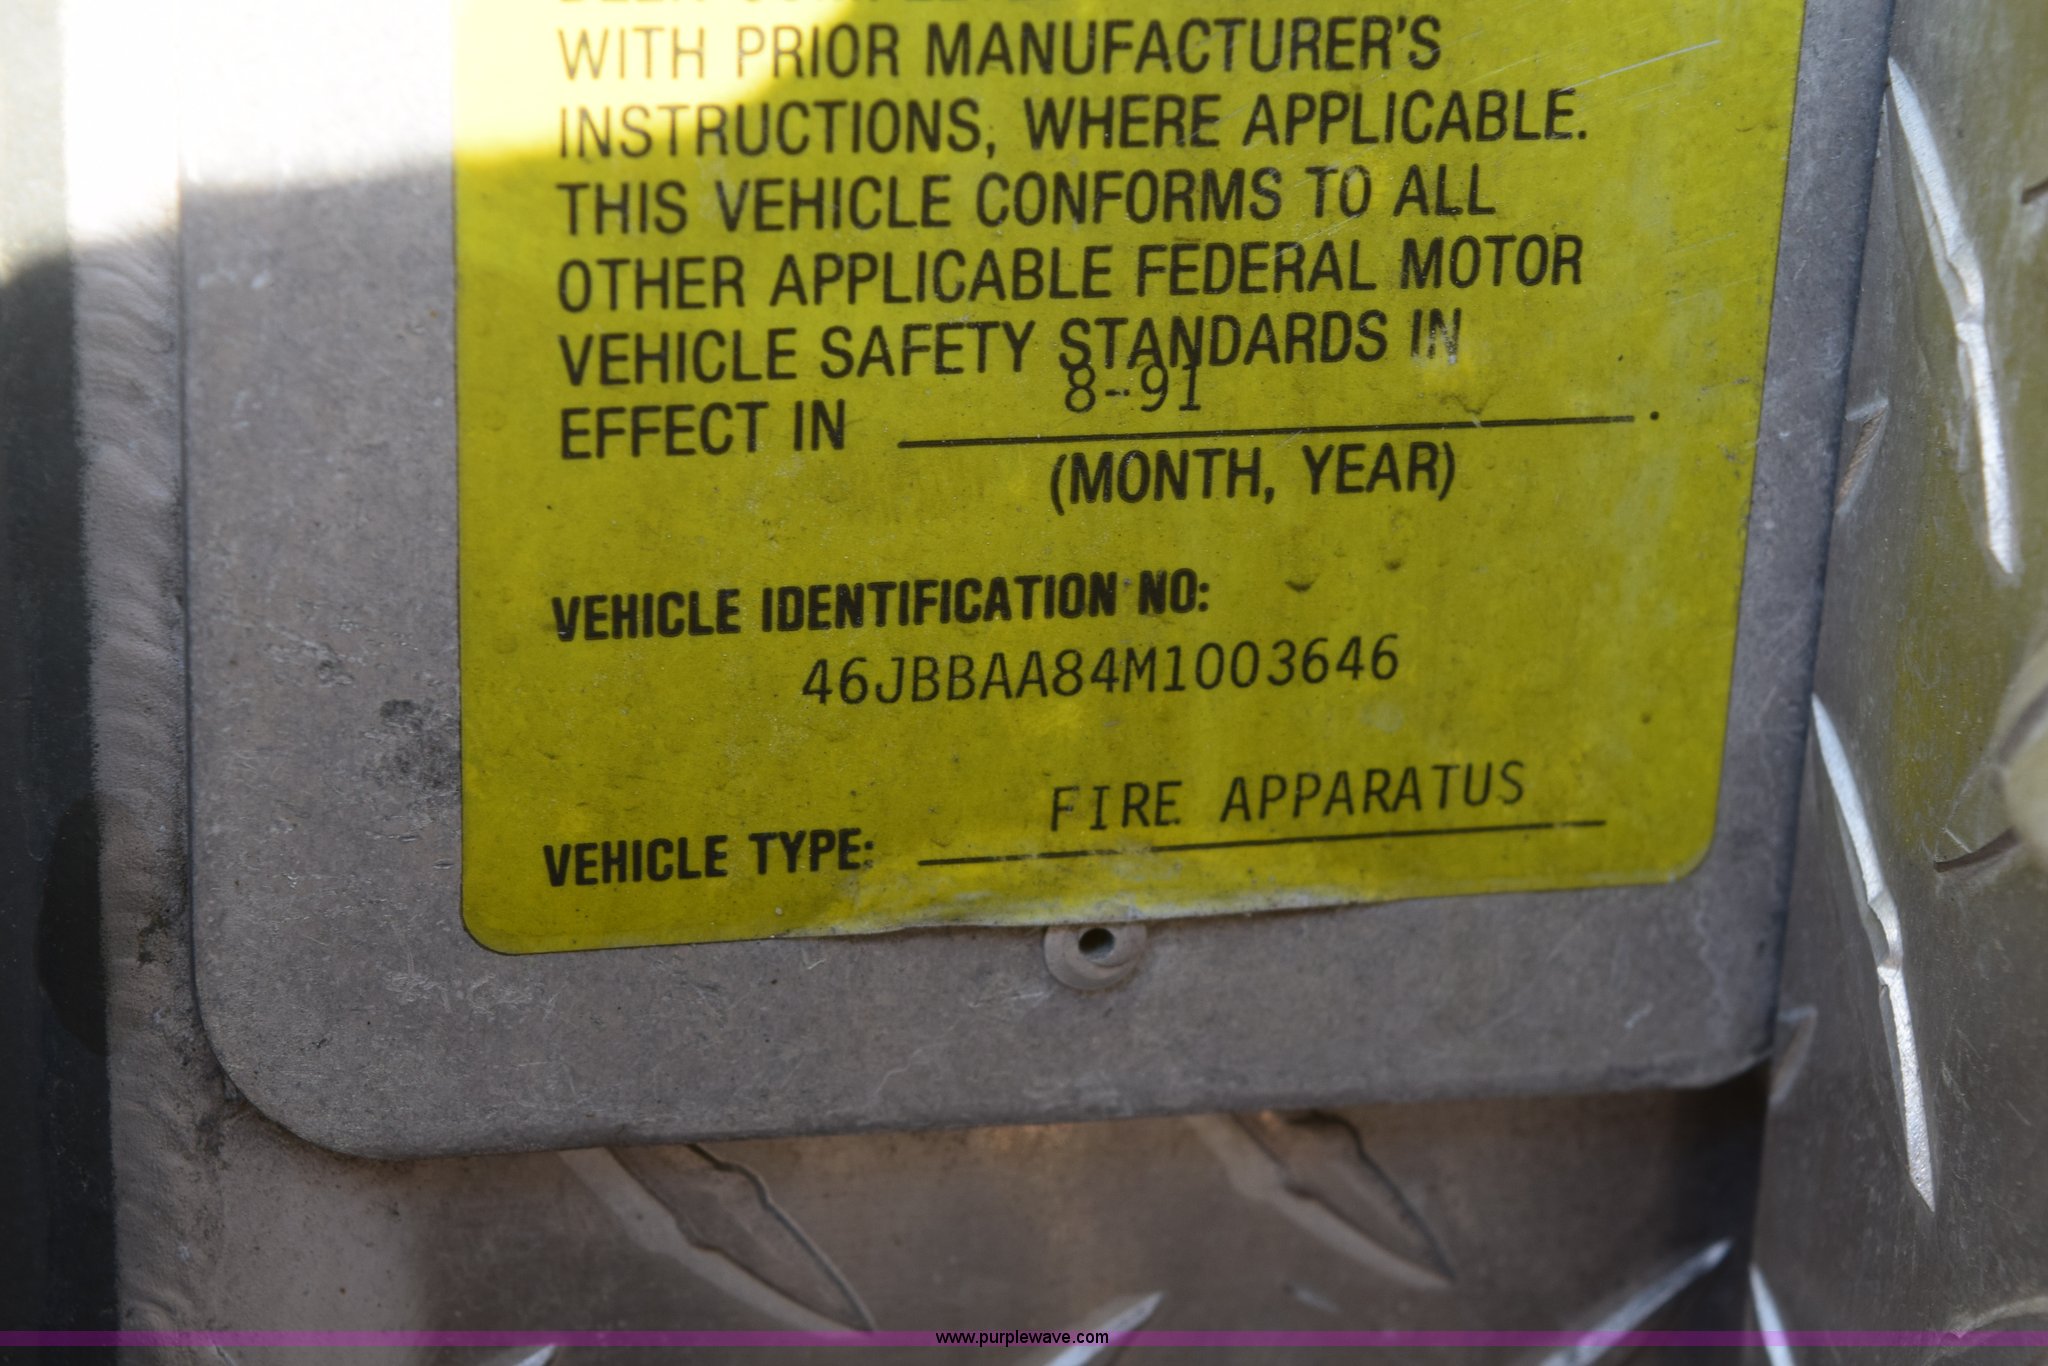 WITH PRIOR MANUFACTURER'S
INSTRUCTIONS, WHERE APPLICABLE.
THIS VEHICLE CONFORMS TO ALL
OTHER APPLICABLE FEDERAL MOTOR
VEHICLE SAFETY STANDARDS IN
EFFECT IN 8-91.
(MONTH, YEAR)
VEHICLE IDENTIFICATION NO:
46JBBAA84M1003646
VEHICLE TYPE: FIRE APPARATUS
www.purplewave.com